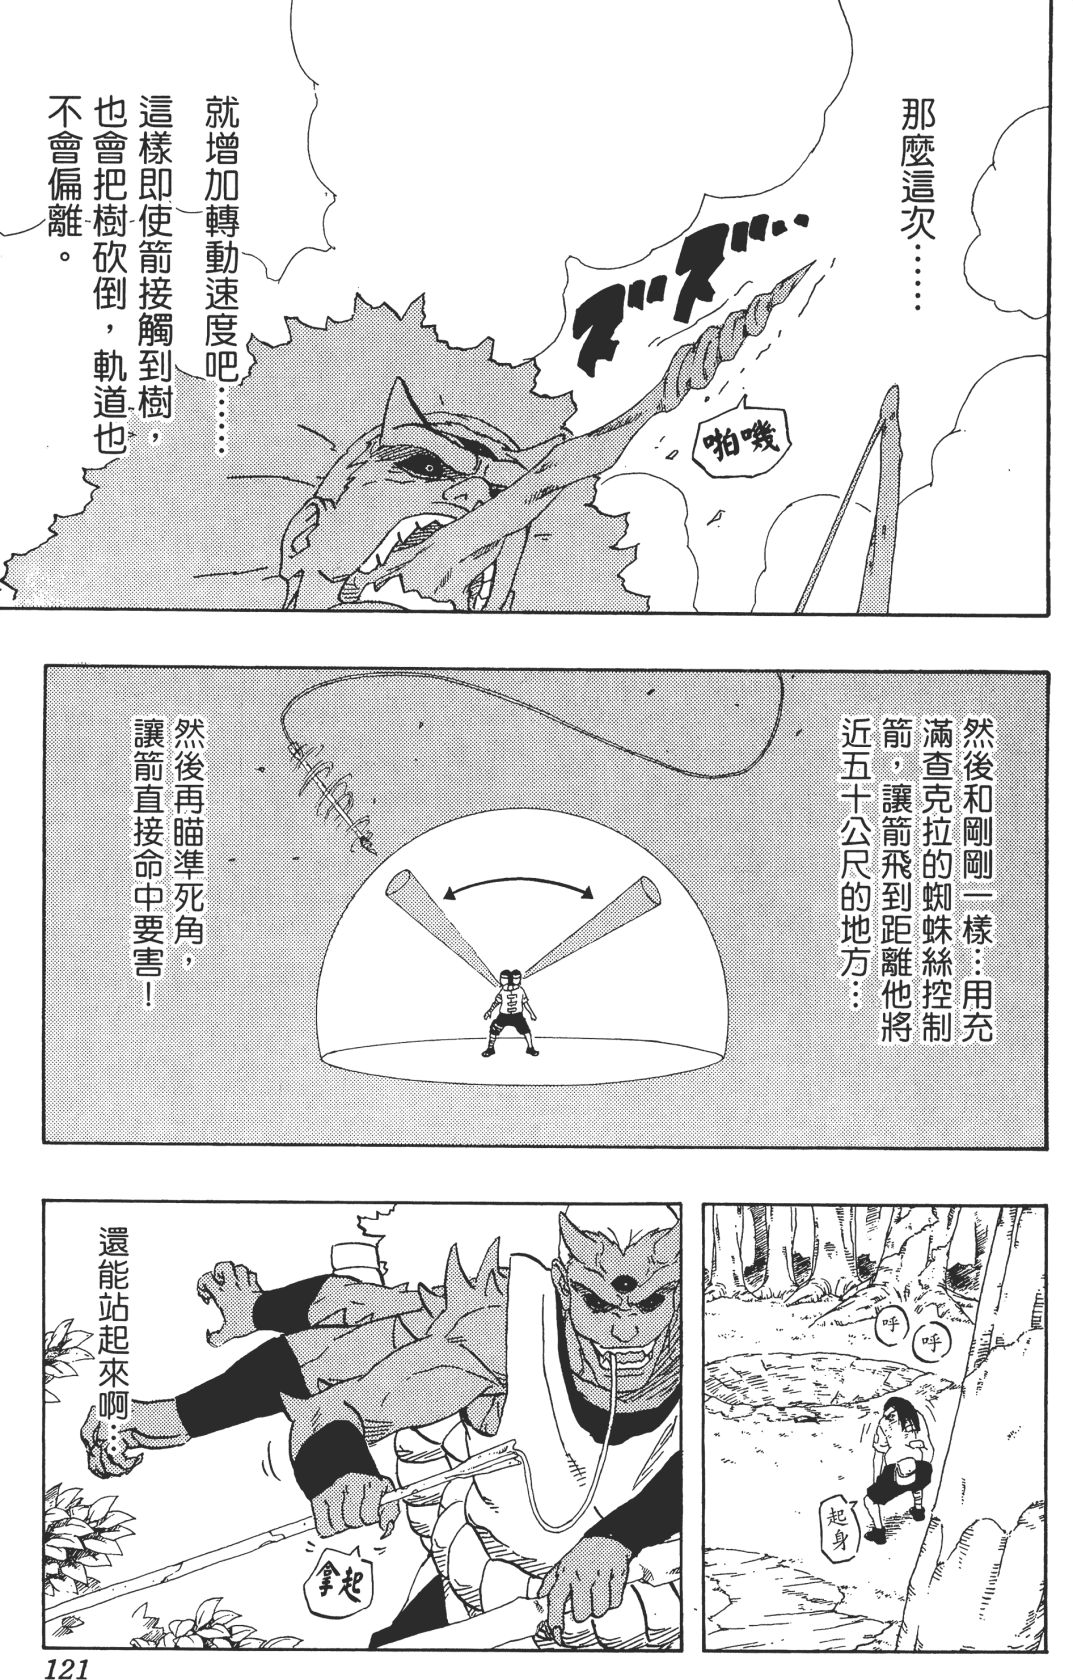 那麼這次⋯⋯
ズズ
啪嘰
就增加轉動速度吧⋯⋯
這樣即使箭接觸到樹，
也會把樹砍倒，軌道也
不會偏離。
然後和剛剛一樣⋯用充
滿查克拉的蜘蛛絲控制
箭，讓箭飛到距離他將
近五十公尺的地方⋯
然後再瞄準死角，
讓箭直接命中要害！
呼
呼
起身
還能站起來啊⋯
拿起
121